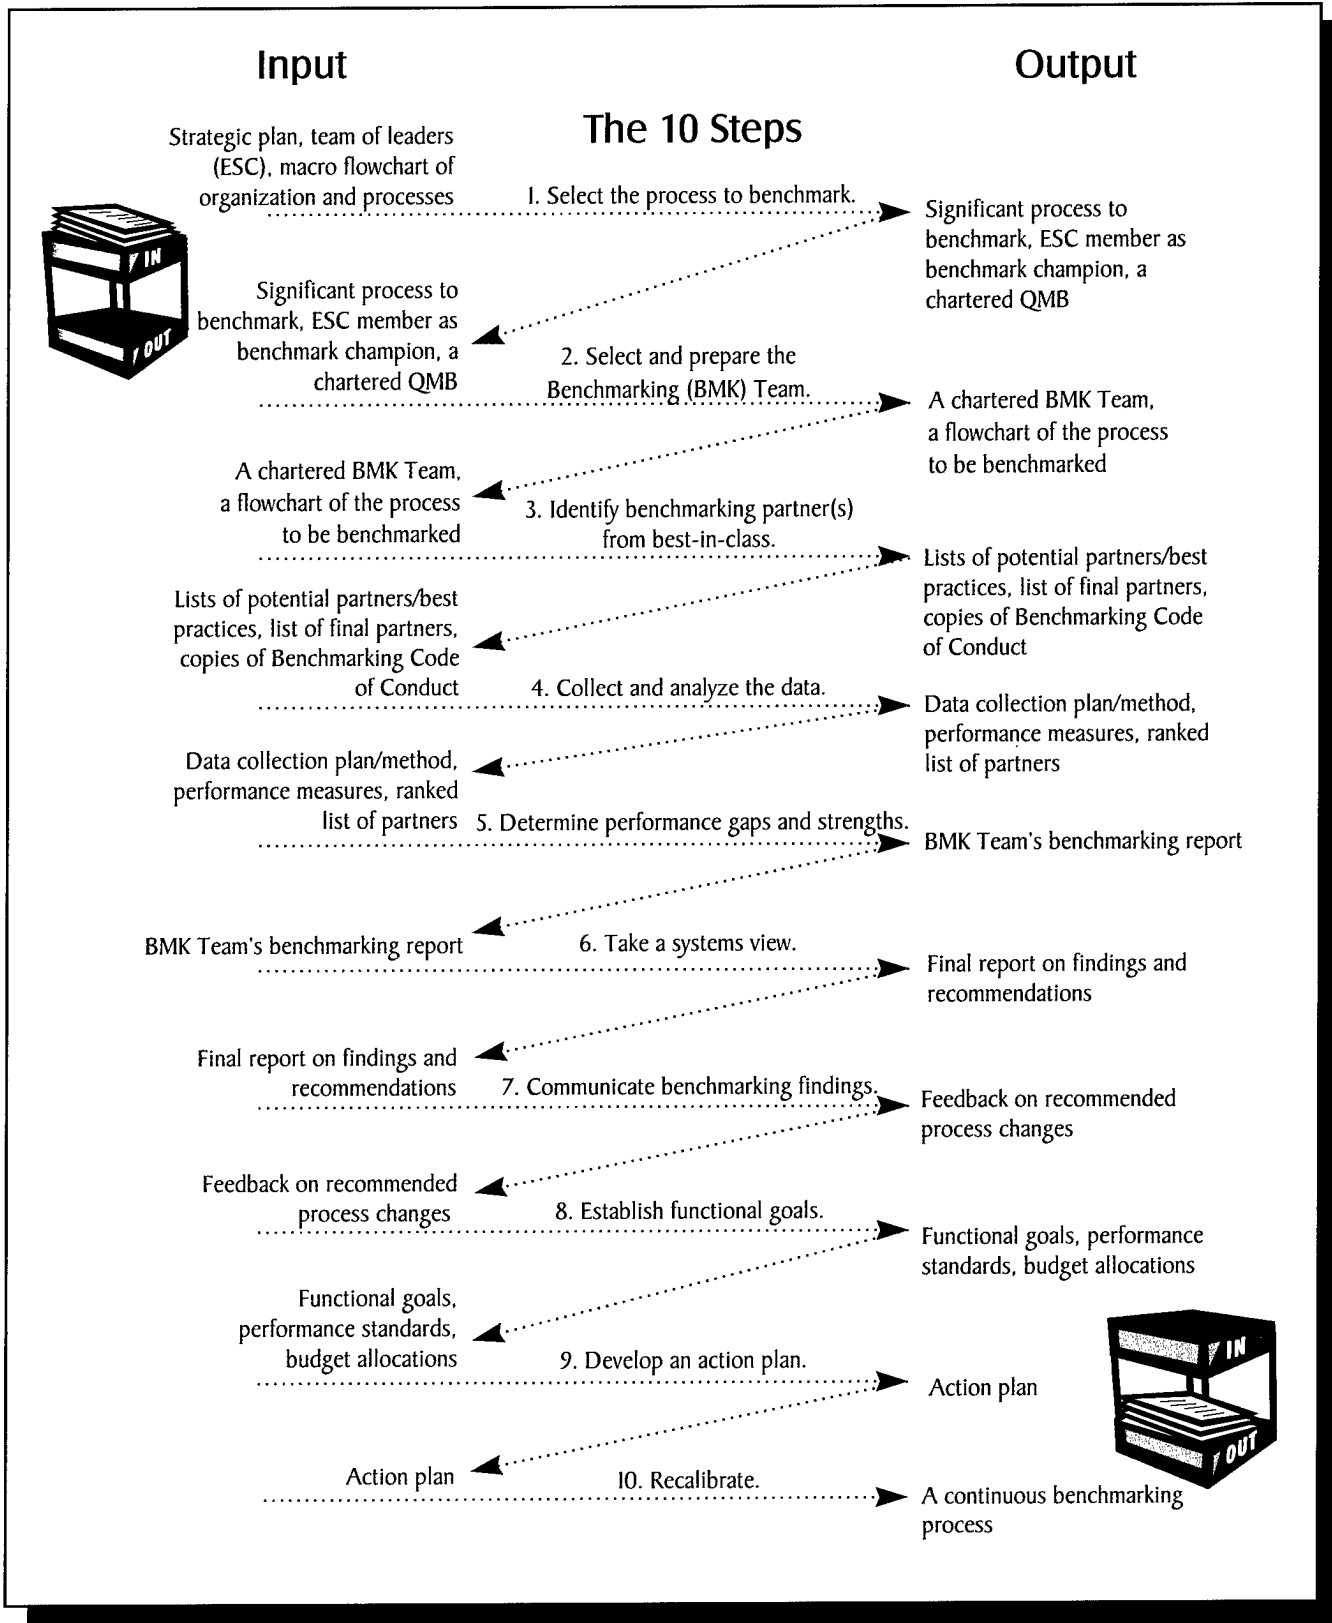 Input
Output
The 10 Steps
Strategic plan, team of leaders
(ESC), macro flowchart of
organization and processes
1. Select the process to benchmark.
Significant process to
benchmark, ESC member as
benchmark champion, a
chartered QMB
IN
OUT
Significant process to
benchmark, ESC member as
benchmark champion, a
chartered QMB
2. Select and prepare the
Benchmarking (BMK) Team.
A chartered BMK Team,
a flowchart of the process
to be benchmarked
A chartered BMK Team,
a flowchart of the process
to be benchmarked
3. Identify benchmarking partner(s)
from best-in-class.
Lists of potential partners/best
practices, list of final partners,
copies of Benchmarking Code
of Conduct
Lists of potential partners/best
practices, list of final partners,
copies of Benchmarking Code
of Conduct
4. Collect and analyze the data.
Data collection plan/method,
performance measures, ranked
list of partners
Data collection plan/method,
performance measures, ranked
list of partners
5. Determine performance gaps and strengths.
BMK Team's benchmarking report
BMK Team's benchmarking report
6. Take a systems view.
Final report on findings and
recommendations
Final report on findings and
recommendations
7. Communicate benchmarking findings.
Feedback on recommended
process changes
Feedback on recommended
process changes
8. Establish functional goals.
Functional goals, performance
standards, budget allocations
Functional goals,
performance standards,
budget allocations
9. Develop an action plan.
Action plan
IN
OUT
Action plan
10. Recalibrate.
A continuous benchmarking
process